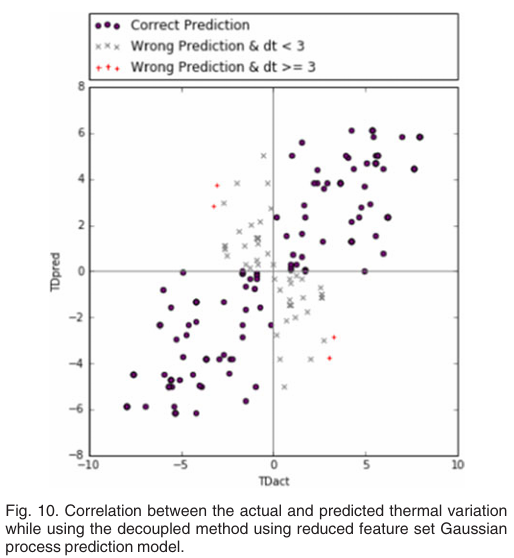 Correct Prediction
Wrong Prediction & dt < 3
Wrong Prediction & dt >= 3
8
6
4
2
0
−2
−4
−6
−8
TDpred
−10
−5
0
5
10
TDact
Fig. 10. Correlation between the actual and predicted thermal variation
while using the decoupled method using reduced feature set Gaussian
process prediction model.